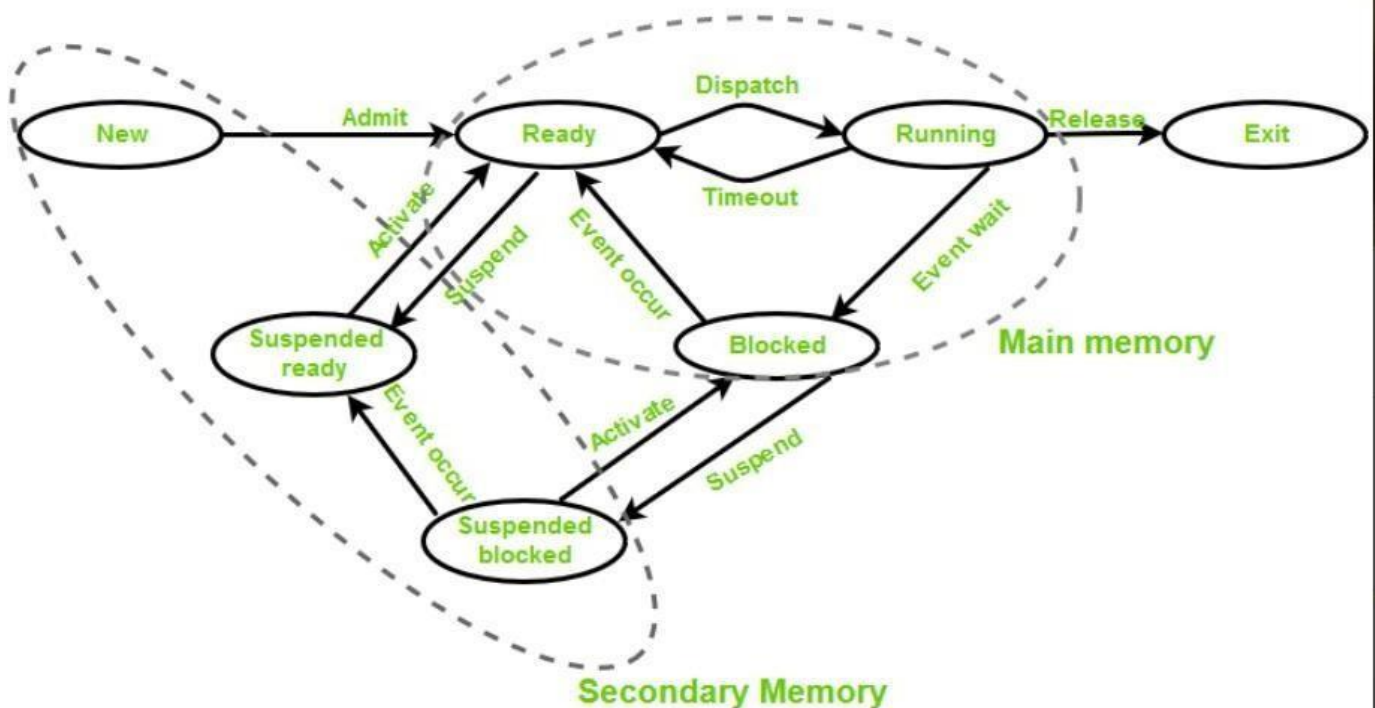 New
Admit
Ready
Dispatch
Running
Release
Exit
Timeout
Activate
Suspend
Event occur
Event wait
Suspended
ready
Blocked
Main memory
Event occur
Activate
Suspend
Suspended
blocked
Secondary Memory